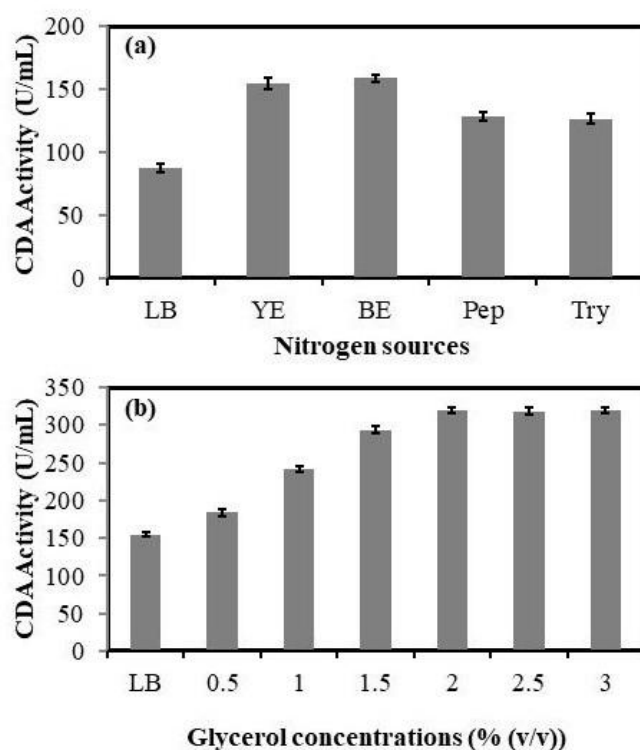 (a)
CDA Activity (U/mL)
200
150
100
50
0
LB YE BE Pep Try
Nitrogen sources
(b)
CDA Activity (U/mL)
350
300
250
200
150
100
50
0
LB 0.5 1 1.5 2 2.5 3
Glycerol concentrations (% (v/v))